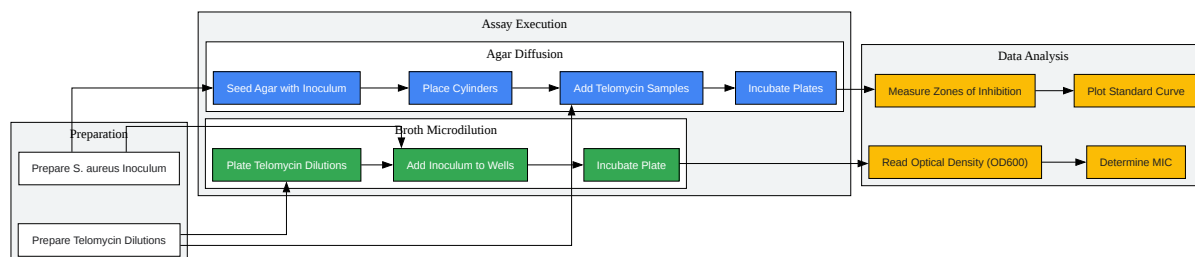 Assay Execution
Agar Diffusion
Data Analysis
Seed Agar with Inoculum
Place Cylinders
Add Telomycin Samples
Incubate Plates
Measure Zones of Inhibition
Plot Standard Curve
Preparation
Broth Microdilution
Prepare S. aureus Inoculum
Plate Telomycin Dilutions
Add Inoculum to Wells
Incubate Plate
Read Optical Density (OD600)
Determine MIC
Prepare Telomycin Dilutions